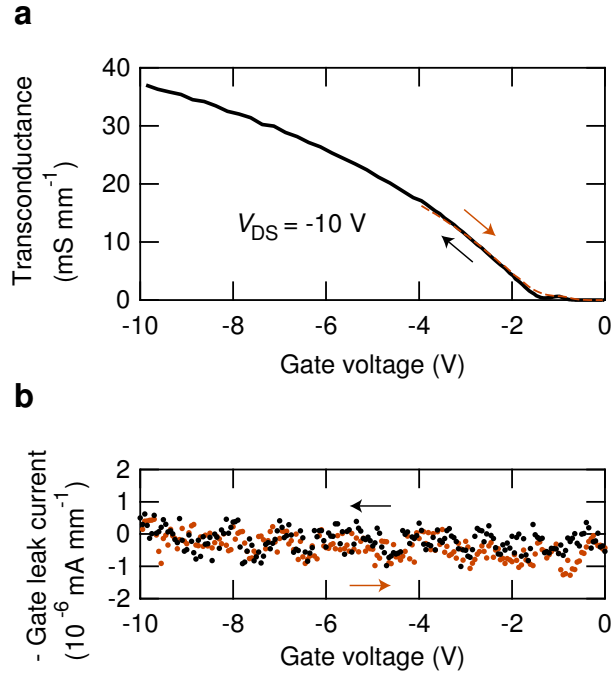 a
Transconductance
(mS mm⁻¹)
40
30
20
10
0
V_DS = -10 V
-10 -8 -6 -4 -2 0
Gate voltage (V)
b
- Gate leak current
(10⁻⁶ mA mm⁻¹)
2
1
0
-1
-2
-10 -8 -6 -4 -2 0
Gate voltage (V)